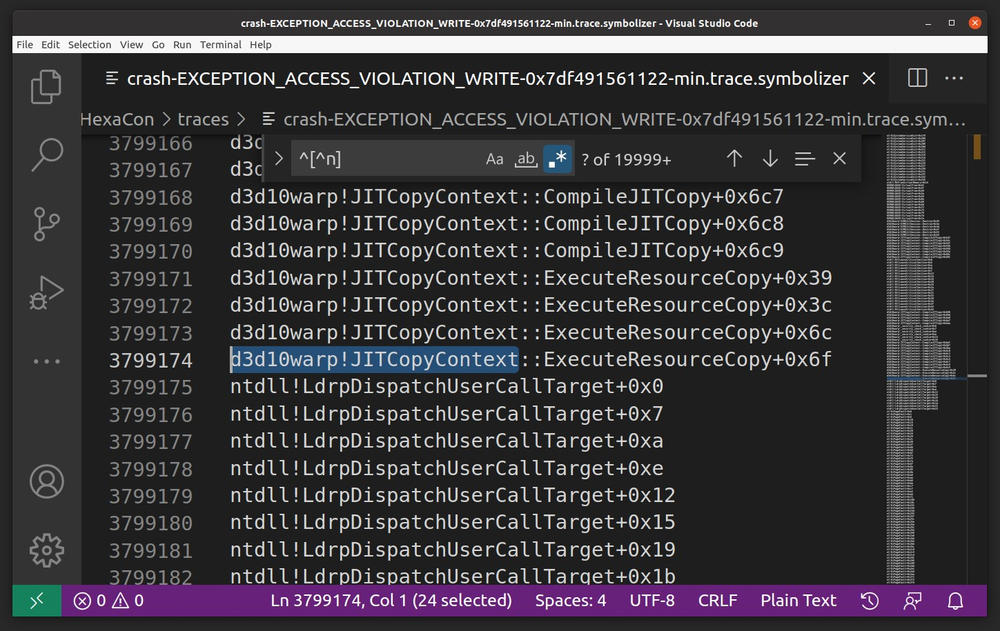 crash-EXCEPTION_ACCESS_VIOLATION_WRITE-0x7df491561122-min.trace.symbolizer - Visual Studio Code
File Edit Selection View Go Run Terminal Help
crash-EXCEPTION_ACCESS_VIOLATION_WRITE-0x7df491561122-min.trace.symbolizer
HexaCon > traces > crash-EXCEPTION_ACCESS_VIOLATION_WRITE-0x7df491561122-min.trace.sym...
^[^n] Aa ab .* ? of 19999+
3799166 d3d
3799167 d3d
3799168 d3d10warp!JITCopyContext::CompileJITCopy+0x6c7
3799169 d3d10warp!JITCopyContext::CompileJITCopy+0x6c8
3799170 d3d10warp!JITCopyContext::CompileJITCopy+0x6c9
3799171 d3d10warp!JITCopyContext::ExecuteResourceCopy+0x39
3799172 d3d10warp!JITCopyContext::ExecuteResourceCopy+0x3c
3799173 d3d10warp!JITCopyContext::ExecuteResourceCopy+0x6c
3799174 d3d10warp!JITCopyContext::ExecuteResourceCopy+0x6f
3799175 ntdll!LdrpDispatchUserCallTarget+0x0
3799176 ntdll!LdrpDispatchUserCallTarget+0x7
3799177 ntdll!LdrpDispatchUserCallTarget+0xa
3799178 ntdll!LdrpDispatchUserCallTarget+0xe
3799179 ntdll!LdrpDispatchUserCallTarget+0x12
3799180 ntdll!LdrpDispatchUserCallTarget+0x15
3799181 ntdll!LdrpDispatchUserCallTarget+0x19
3799182 ntdll!LdrpDispatchUserCallTarget+0x1b
0 0 Ln 3799174, Col 1 (24 selected) Spaces: 4 UTF-8 CRLF Plain Text